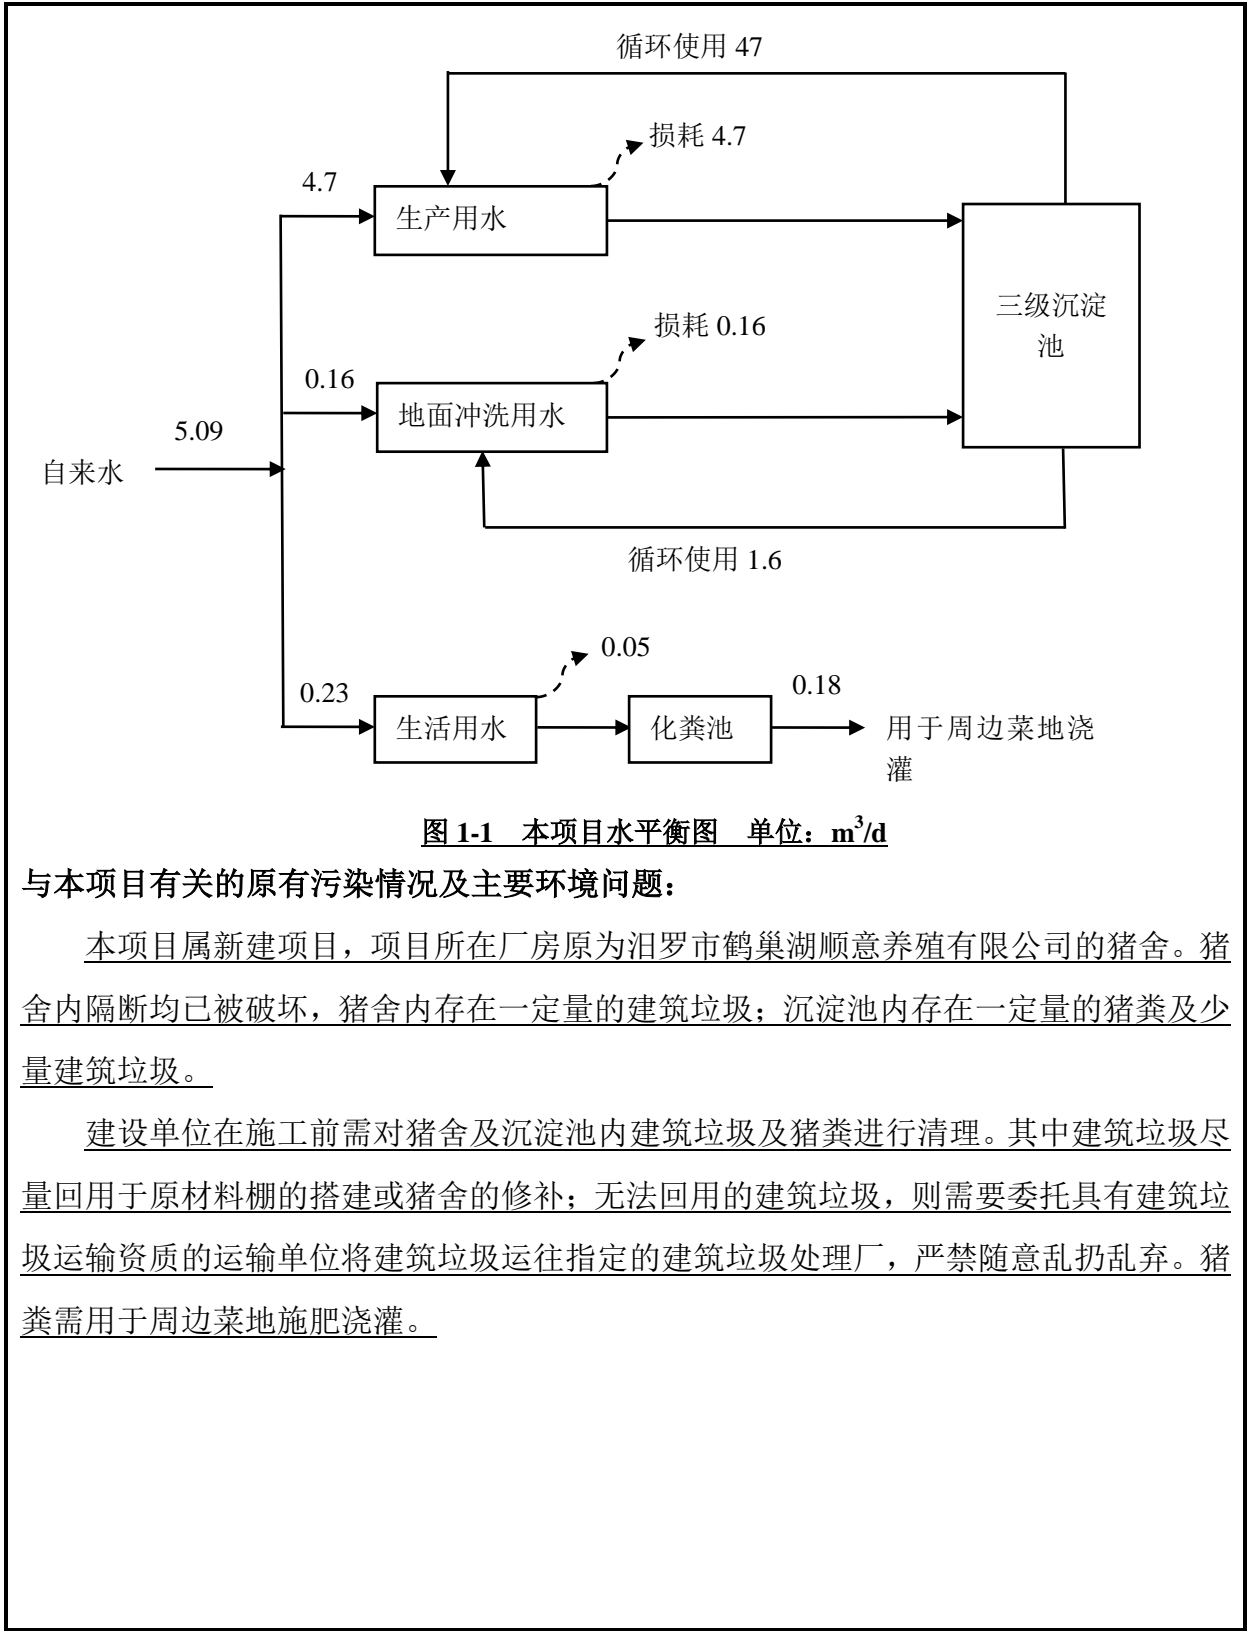 循环使用 47
损耗 4.7
4.7
生产用水
三级沉淀
池
损耗 0.16
0.16
地面冲洗用水
5.09
自来水
循环使用 1.6
0.05
0.23
0.18
生活用水
化粪池
用于周边菜地浇
灌
图 1-1 本项目水平衡图 单位：m³/d
与本项目有关的原有污染情况及主要环境问题：
本项目属新建项目，项目所在厂房原为汨罗市鹤巢湖顺意养殖有限公司的猪舍。猪
舍内隔断均已被破坏，猪舍内存在一定量的建筑垃圾；沉淀池内存在一定量的猪粪及少
量建筑垃圾。
建设单位在施工前需对猪舍及沉淀池内建筑垃圾及猪粪进行清理。其中建筑垃圾尽
量回用于原材料棚的搭建或猪舍的修补；无法回用的建筑垃圾，则需要委托具有建筑垃
圾运输资质的运输单位将建筑垃圾运往指定的建筑垃圾处理厂，严禁随意乱扔乱弃。猪
粪需用于周边菜地施肥浇灌。